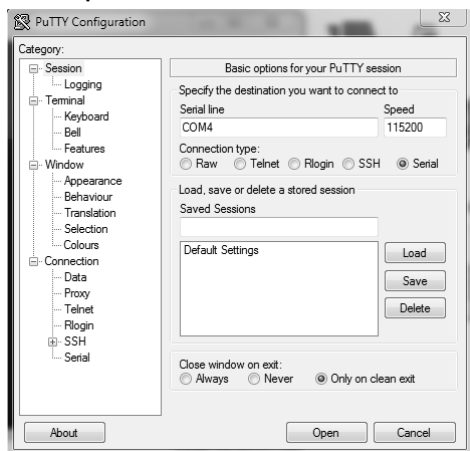 PuTTY Configuration
Category:
Session
Logging
Terminal
Keyboard
Bell
Features
Window
Appearance
Behaviour
Translation
Selection
Colours
Connection
Data
Proxy
Telnet
Rlogin
SSH
Serial
Basic options for your PuTTY session
Specify the destination you want to connect to
Serial line Speed
COM4 115200
Connection type:
Raw Telnet Rlogin SSH Serial
Load, save or delete a stored session
Saved Sessions
Default Settings
Load
Save
Delete
Close window on exit:
Always Never Only on clean exit
About Open Cancel